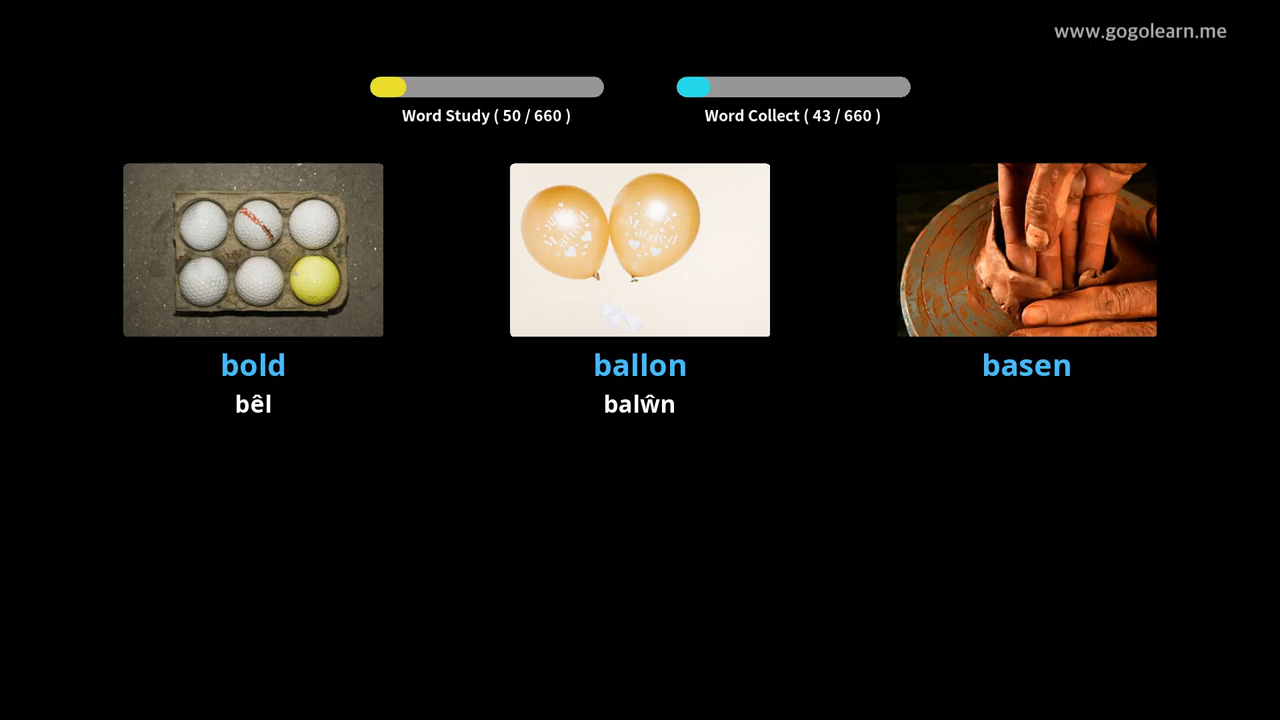 www.gogolearn.me
Word Study ( 50 / 660 )
Word Collect ( 43 / 660 )
bold
ballon
basen
bêl
balŵn